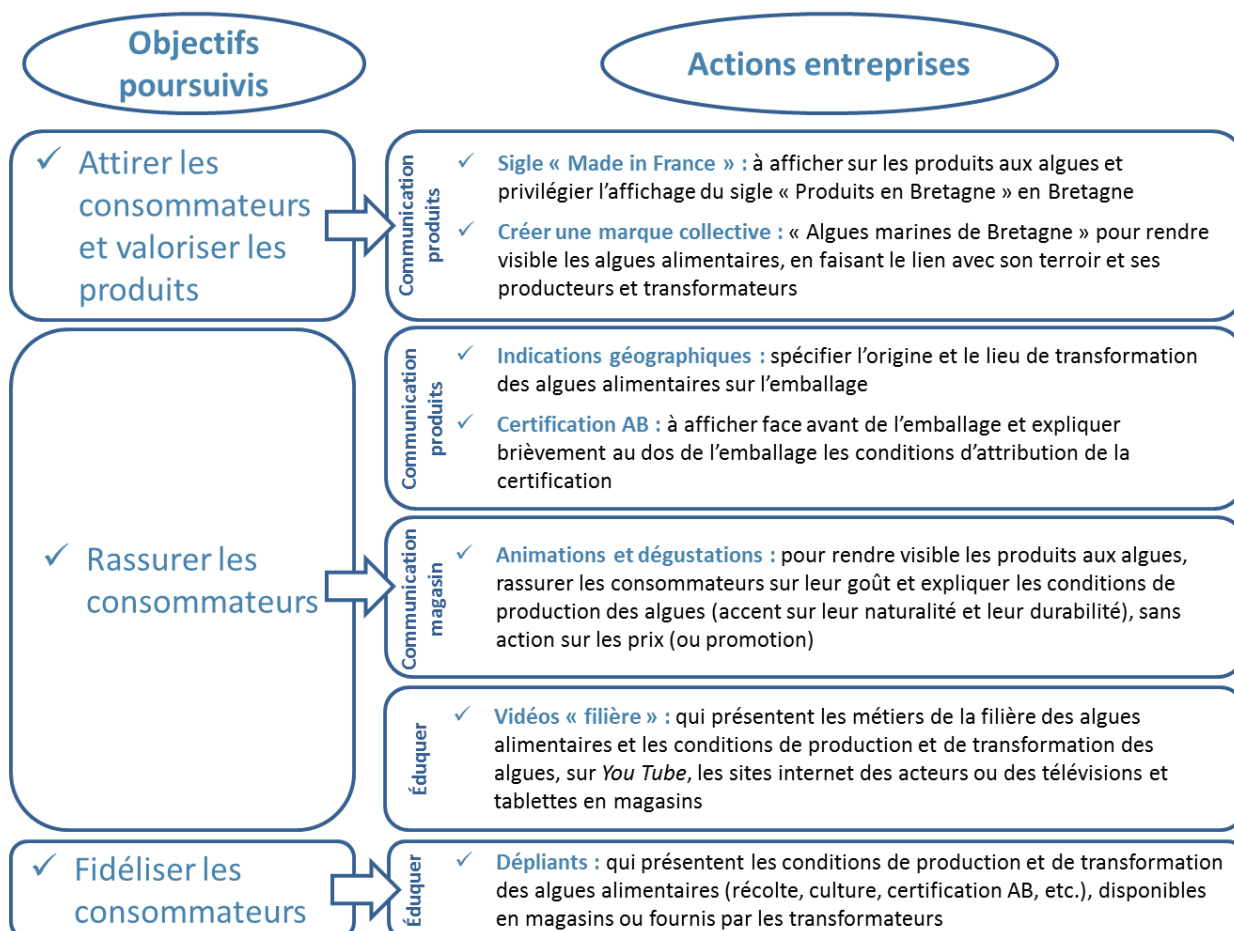 Objectifs
poursuivis
Actions entreprises
✓ Attirer les
consommateurs
et valoriser les
produits
Communication
produits
✓ Sigle « Made in France » : à afficher sur les produits aux algues et
privilégier l'affichage du sigle « Produits en Bretagne » en Bretagne
✓ Créer une marque collective : « Algues marines de Bretagne » pour rendre
visible les algues alimentaires, en faisant le lien avec son terroir et ses
producteurs et transformateurs
✓ Rassurer les
consommateurs
Communication
produits
✓ Indications géographiques : spécifier l'origine et le lieu de transformation
des algues alimentaires sur l'emballage
✓ Certification AB : à afficher face avant de l'emballage et expliquer
brièvement au dos de l'emballage les conditions d'attribution de la
certification
Communication
magasin
✓ Animations et dégustations : pour rendre visible les produits aux algues,
rassurer les consommateurs sur leur goût et expliquer les conditions de
production des algues (accent sur leur naturalité et leur durabilité), sans
action sur les prix (ou promotion)
Éduquer
✓ Vidéos « filière » : qui présentent les métiers de la filière des algues
alimentaires et les conditions de production et de transformation des
algues, sur You Tube, les sites internet des acteurs ou des télévisions et
tablettes en magasins
✓ Fidéliser les
consommateurs
Éduquer
✓ Dépliants : qui présentent les conditions de production et de transformation
des algues alimentaires (récolte, culture, certification AB, etc.), disponibles
en magasins ou fournis par les transformateurs